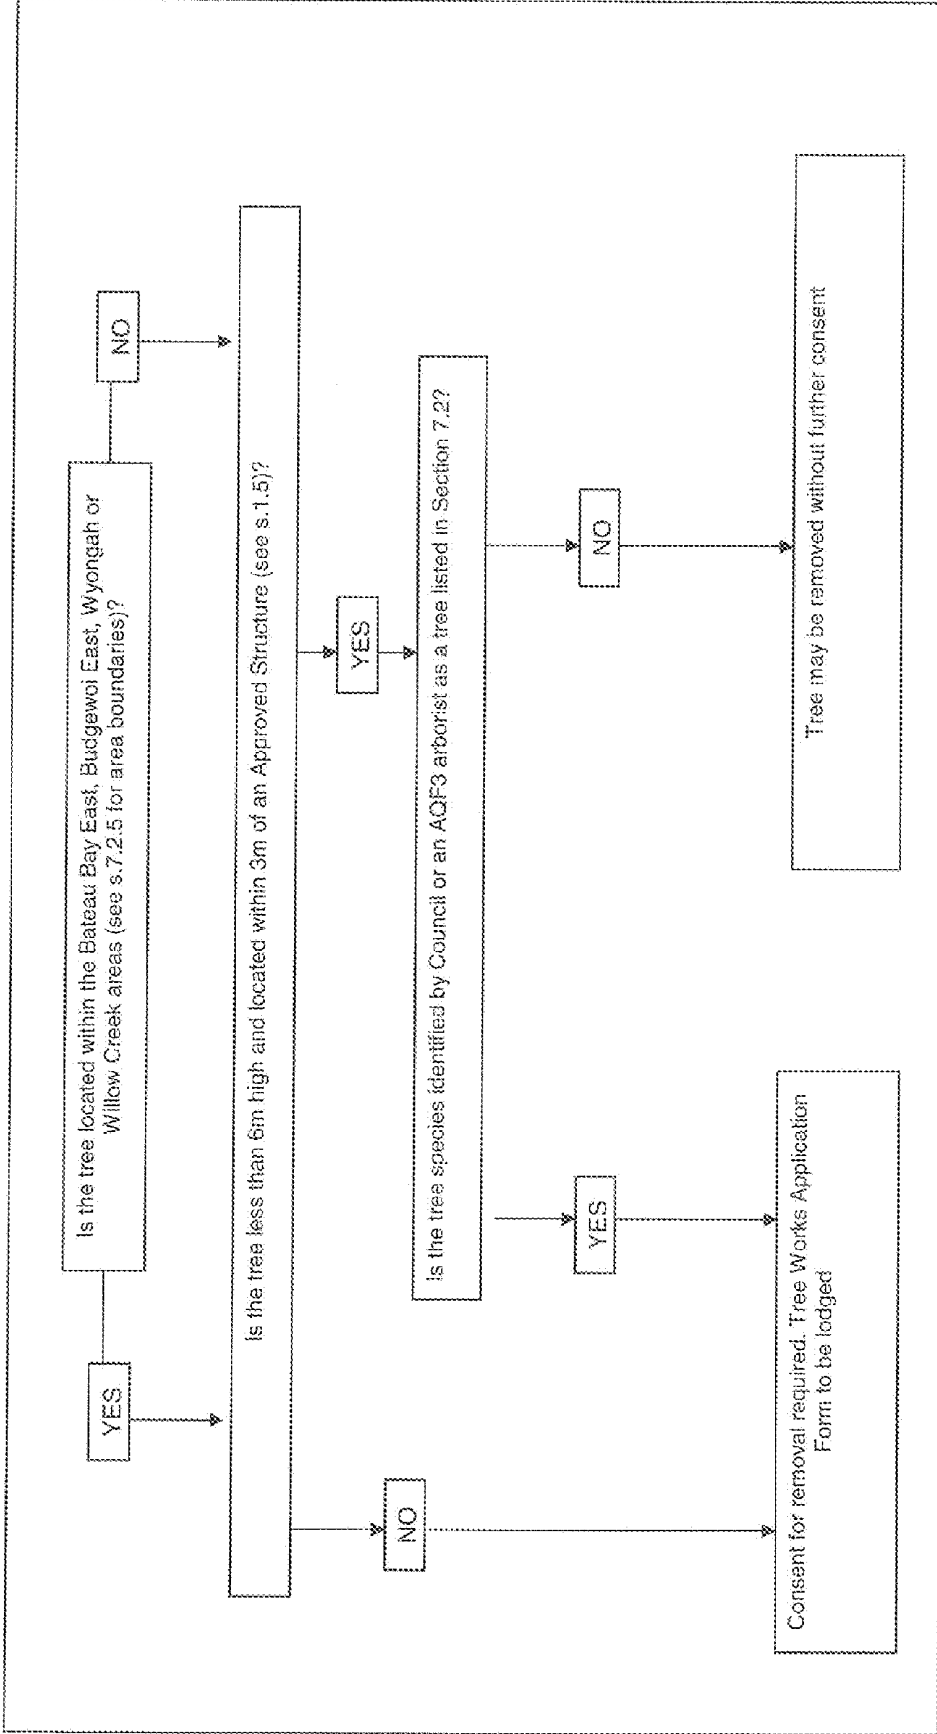 Is the tree located within the Bateau Bay East, Budgewoi East, Wyongah or
Willow Creek areas (see s.7.2.5 for area boundaries)?
YES
NO
Is the tree less than 6m high and located within 3m of an Approved Structure (see s.1.5)?
NO
YES
Is the tree species identified by Council or an AQF3 arborist as a tree listed in Section 7.2?
YES
NO
Consent for removal required. Tree Works Application
Form to be lodged
Tree may be removed without further consent